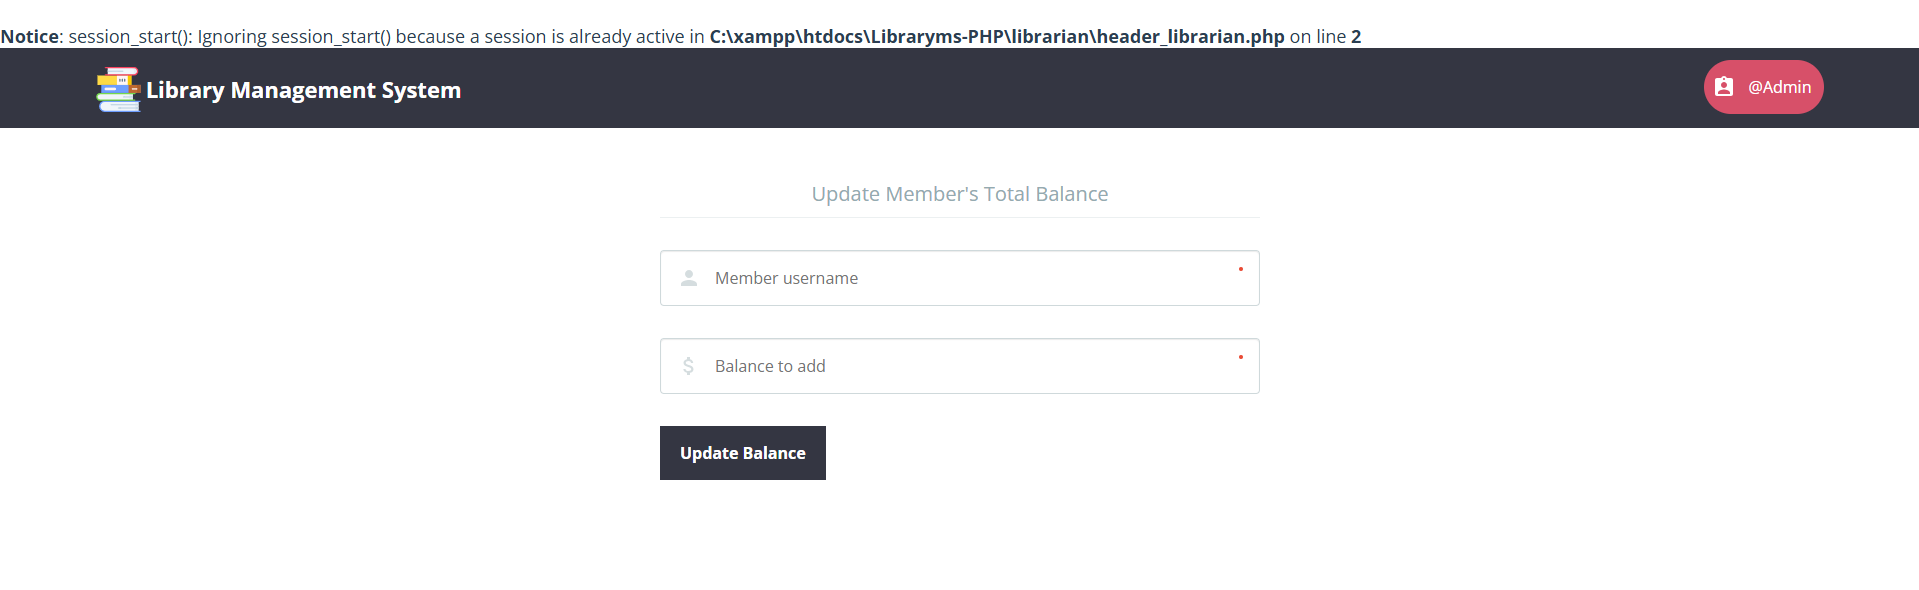 Notice: session_start(): Ignoring session_start() because a session is already active in C:\xampp\htdocs\Libraryms-PHP\librarian\header_librarian.php on line 2
Library Management System
@Admin
Update Member's Total Balance
Member username
Balance to add
Update Balance